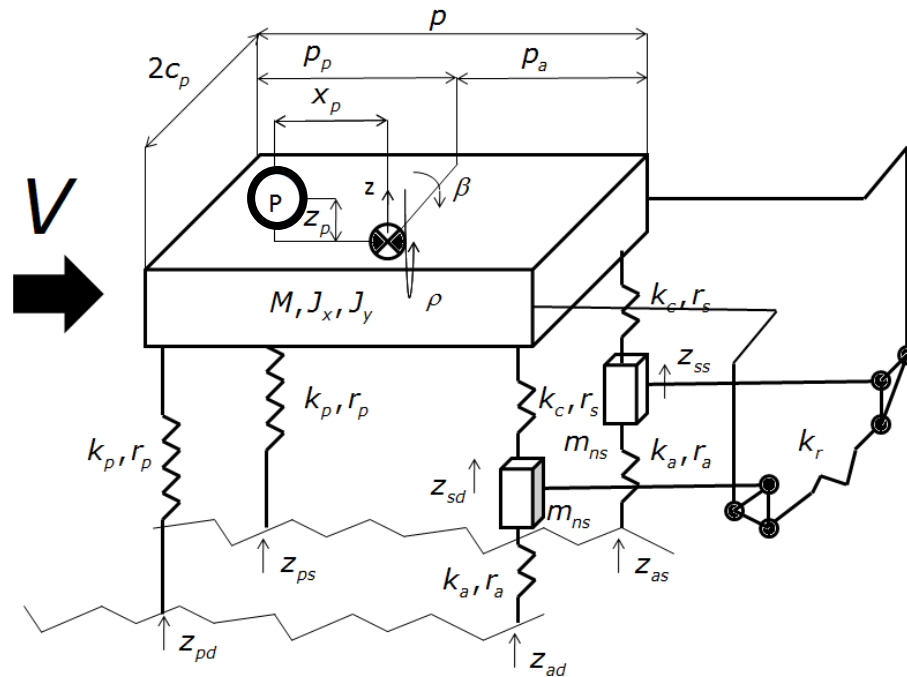 p
p_p
p_a
2c_p
x_p
P
z_p
z
β
V
ρ
M, J_x, J_y
k_c, r_s
z_ss
k_p, r_p
k_c, r_s
k_p, r_p
m_ns
k_a, r_a
k_r
z_sd
m_ns
z_ps
k_a, r_a
z_as
z_pd
z_ad